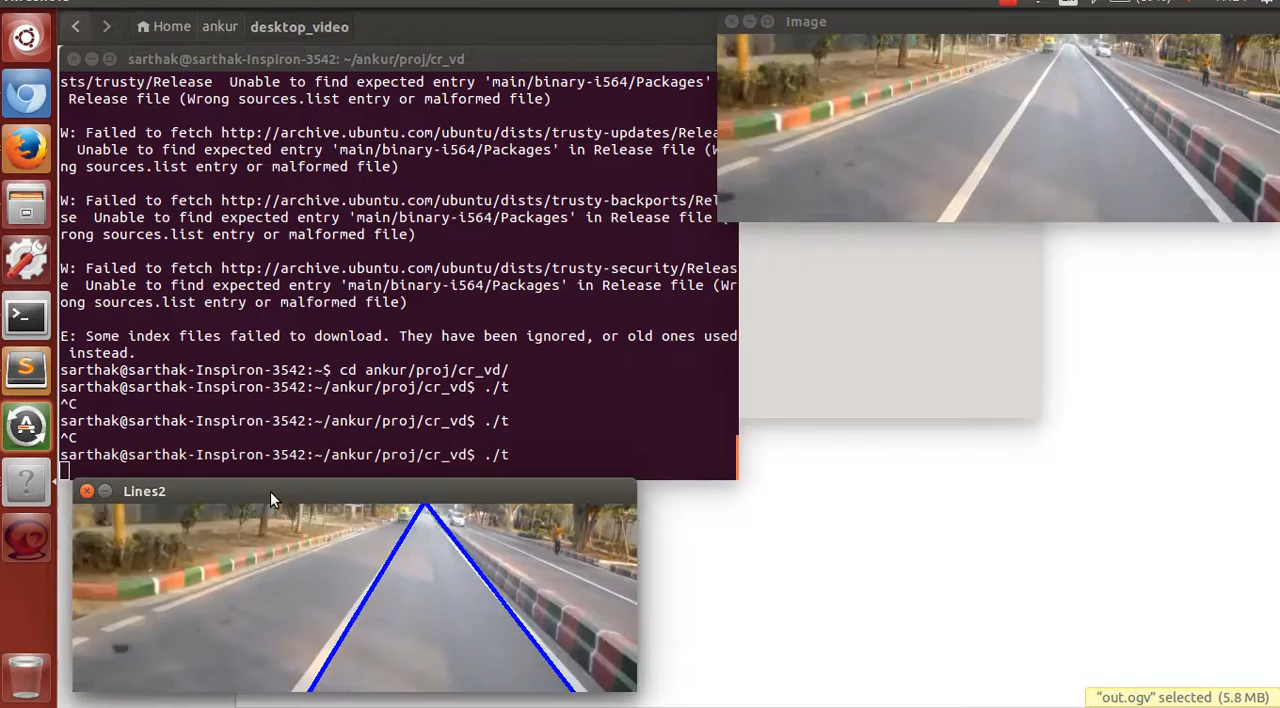 Home ankur desktop_video
Image
sarthak@sarthak-Inspiron-3542: ~/ankur/proj/cr_vd
sts/trusty/Release  Unable to find expected entry 'main/binary-i564/Packages'
Release file (Wrong sources.list entry or malformed file)
W: Failed to fetch http://archive.ubuntu.com/ubuntu/dists/trusty-updates/Relea
Unable to find expected entry 'main/binary-i564/Packages' in Release file (W
ong sources.list entry or malformed file)
W: Failed to fetch http://archive.ubuntu.com/ubuntu/dists/trusty-backports/Rel
se  Unable to find expected entry 'main/binary-i564/Packages' in Release file (
rong sources.list entry or malformed file)
W: Failed to fetch http://archive.ubuntu.com/ubuntu/dists/trusty-security/Releas
e  Unable to find expected entry 'main/binary-i564/Packages' in Release file (Wr
ong sources.list entry or malformed file)
E: Some index files failed to download. They have been ignored, or old ones used
instead.
sarthak@sarthak-Inspiron-3542:~$ cd ankur/proj/cr_vd/
sarthak@sarthak-Inspiron-3542:~/ankur/proj/cr_vd$ ./t
^C
sarthak@sarthak-Inspiron-3542:~/ankur/proj/cr_vd$ ./t
^C
sarthak@sarthak-Inspiron-3542:~/ankur/proj/cr_vd$ ./t
Lines2
"out.ogv" selected (5.8 MB)